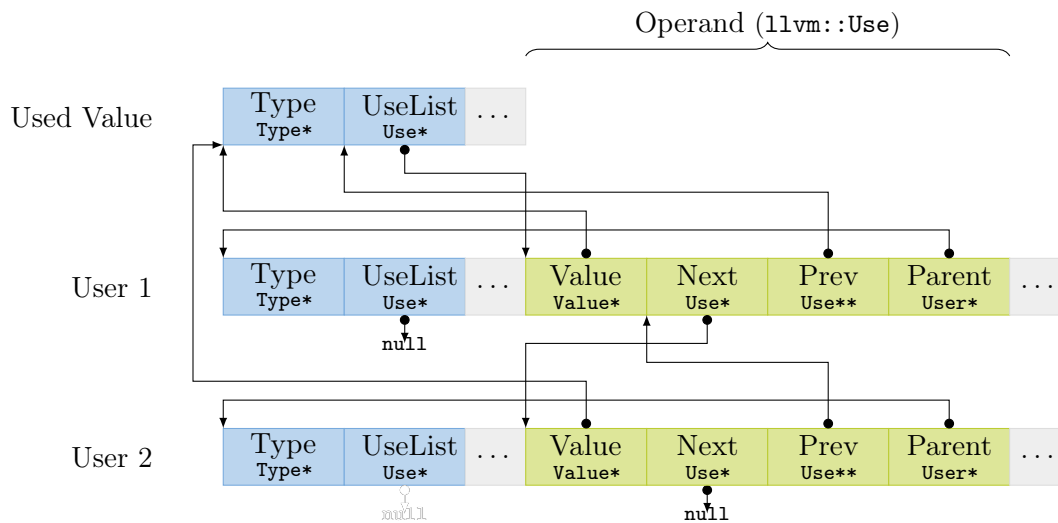 Operand (llvm::Use)
Used Value
Type UseList ...
Type* Use*
User 1
Type UseList ... Value Next Prev Parent ...
Type* Use* Value* Use* Use** User*
null
User 2
Type UseList ... Value Next Prev Parent ...
Type* Use* Value* Use* Use** User*
null null